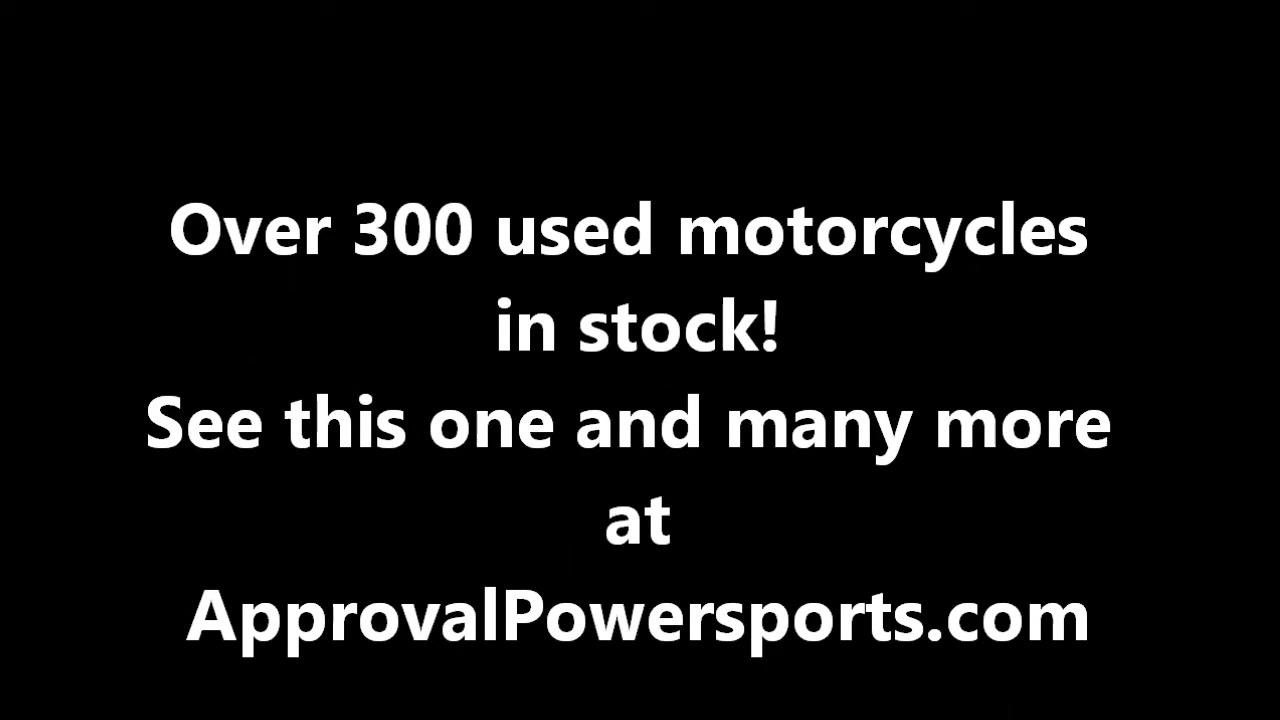 Over 300 used motorcycles
in stock!
See this one and many more
at
ApprovalPowersports.com